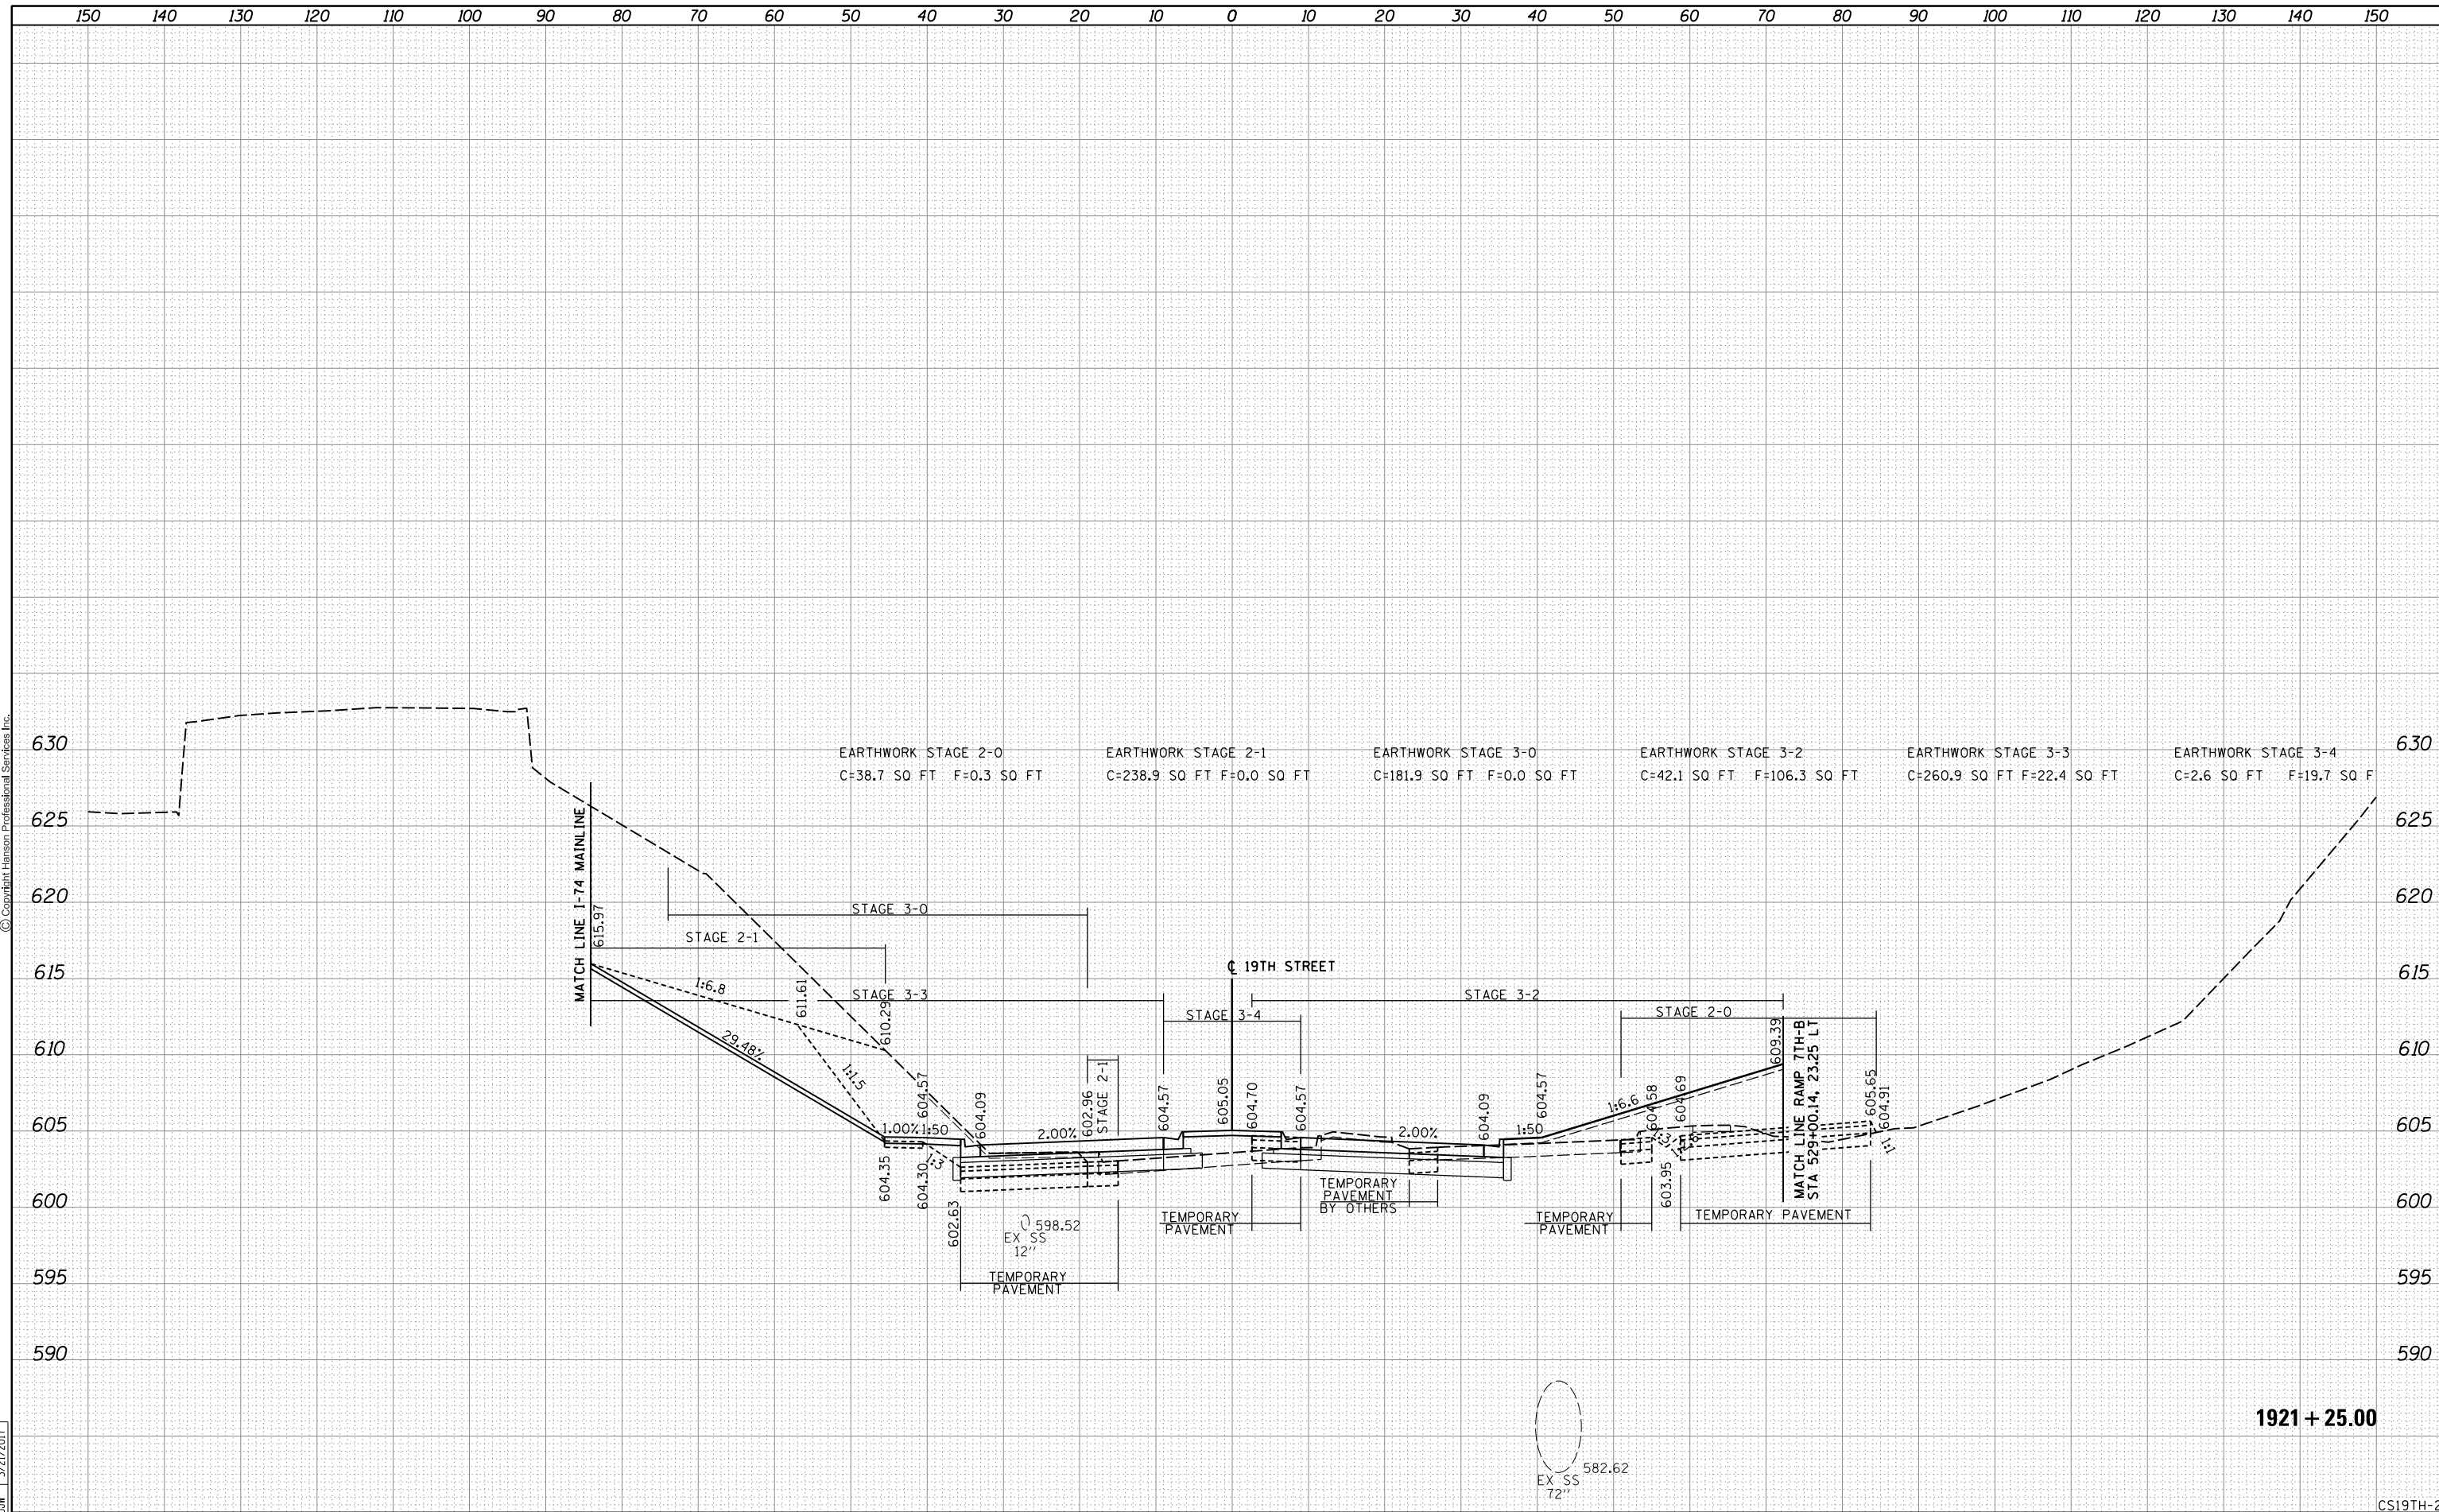 150 140 130 120 110 100 90 80 70 60 50 40 30 20 10 0 10 20 30 40 50 60 70 80 90 100 110 120 130 140 150
© Copyright Hanson Professional Services Inc.
630 630
EARTHWORK STAGE 2-0 EARTHWORK STAGE 2-1 EARTHWORK STAGE 3-0 EARTHWORK STAGE 3-2 EARTHWORK STAGE 3-3 EARTHWORK STAGE 3-4
C=38.7 SQ FT F=0.3 SQ FT C=238.9 SQ FT F=0.0 SQ FT C=181.9 SQ FT F=0.0 SQ FT C=42.1 SQ FT F=106.3 SQ FT C=260.9 SQ FT F=22.4 SQ FT C=2.6 SQ FT F=19.7 SQ F
625 625
MATCH LINE I-74 MAINLINE
615.97
620 620
STAGE 3-0
STAGE 2-1
615 615
℄ 19TH STREET
1:6.8
611.61
STAGE 3-3
610.29
STAGE 3-2
STAGE 3-4
STAGE 2-0
610 610
29.48%
1:1.5
604.57
604.09
602.96
STAGE 2-1
604.57
605.05
604.70
604.57
604.09
604.57
1:6.6
604.58
604.69
609.39
MATCH LINE RAMP 7TH-B
STA 529+00.14, 23.25 LT
605.65
604.91
605 605
1.00% 1:50 2.00% 2.00% 1:50
1:3
1:1
604.35
604.30
602.63
603.95
600 600
TEMPORARY
PAVEMENT
BY OTHERS
TEMPORARY
PAVEMENT
TEMPORARY
PAVEMENT
TEMPORARY PAVEMENT
598.52
EX SS
12''
595 595
TEMPORARY
PAVEMENT
590 590
1921+25.00
582.62
EX SS
72''
CS19TH-2